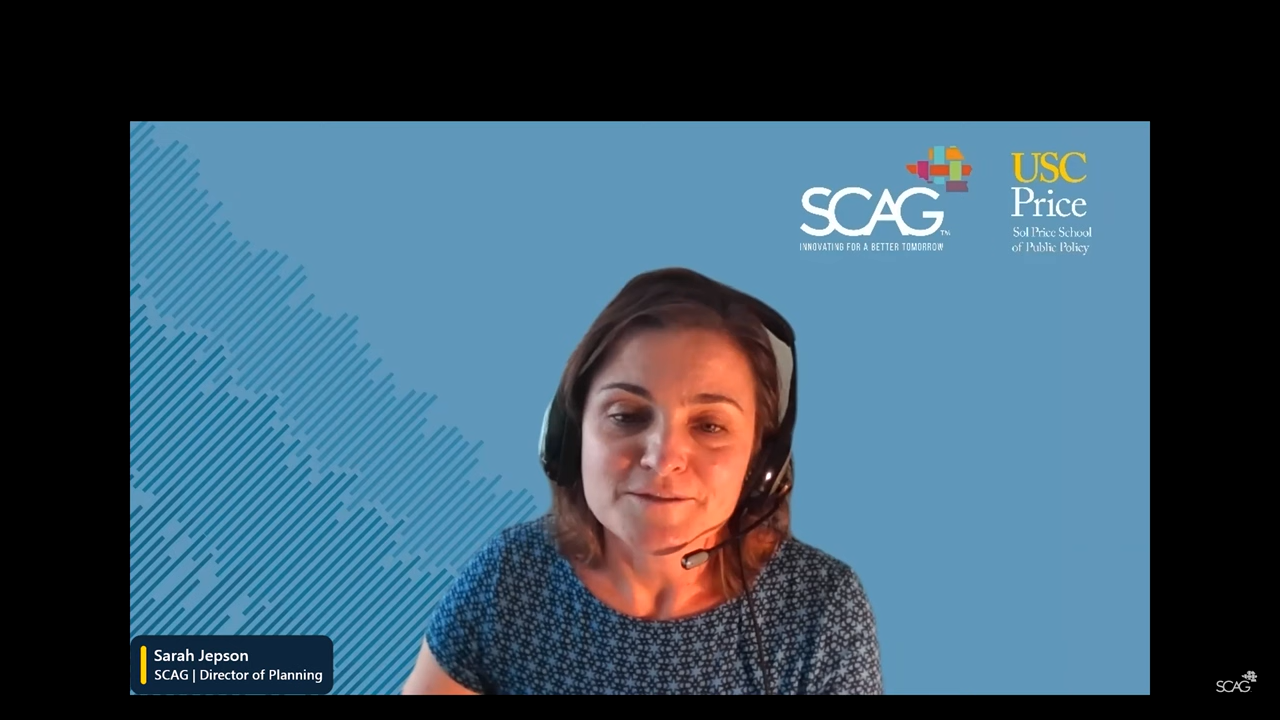 SCAG™
INNOVATING FOR A BETTER TOMORROW
USC
Price
Sol Price School
of Public Policy
Sarah Jepson
SCAG | Director of Planning
SCAG